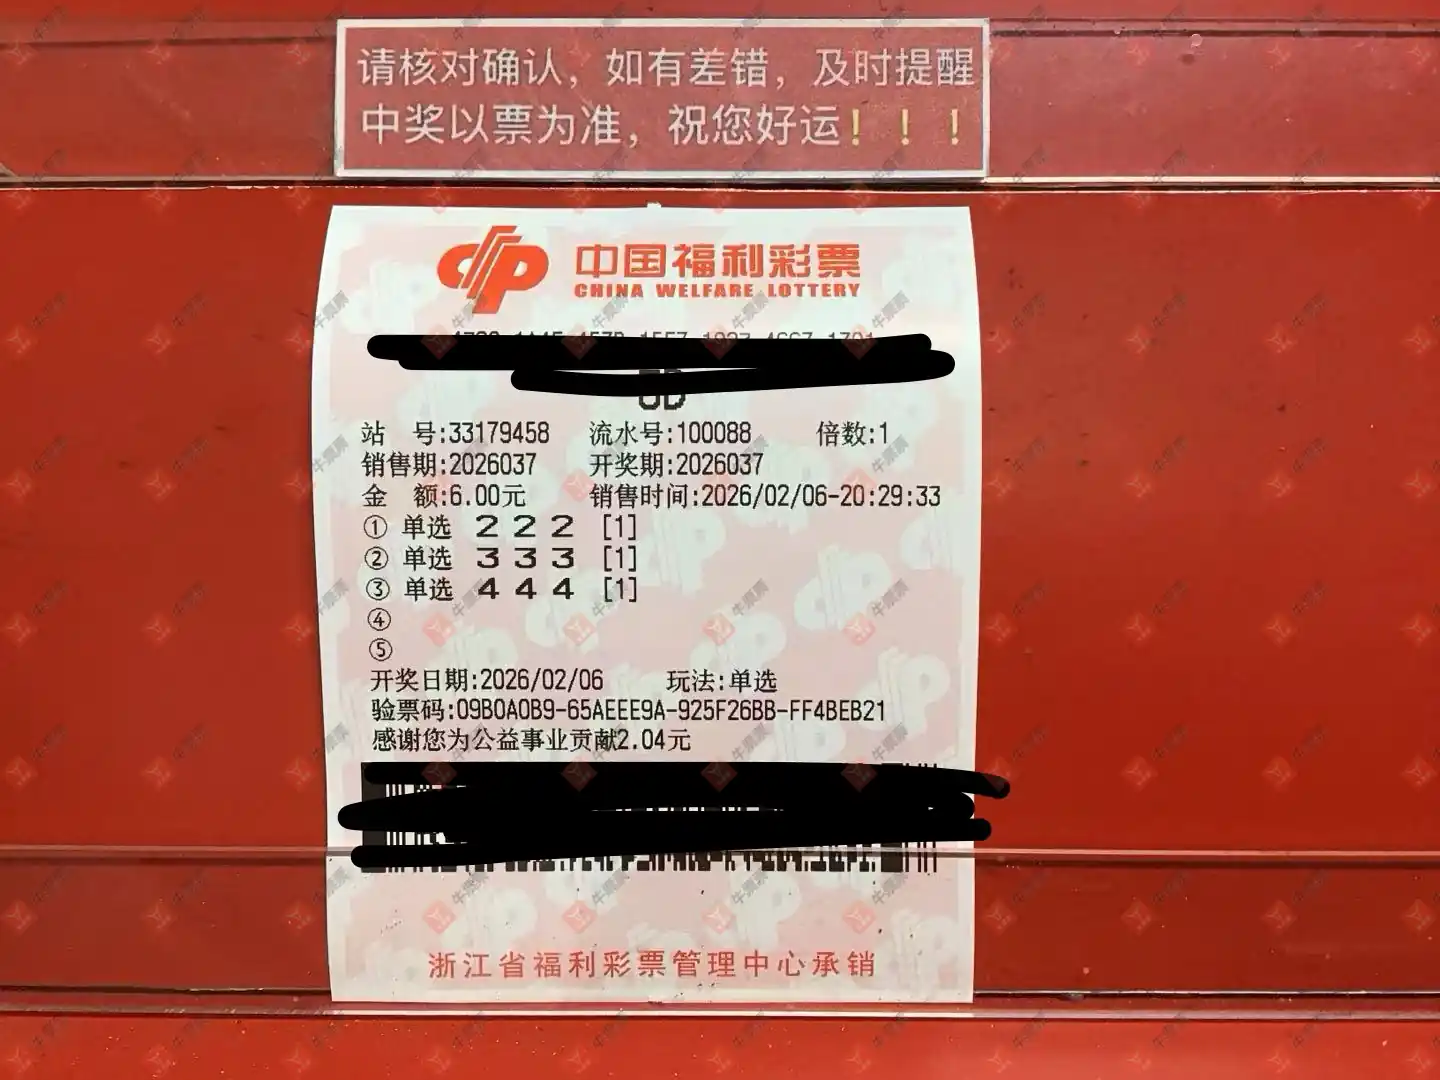 请核对确认，如有差错，及时提醒
中奖以票为准，祝您好运！！！
中国福利彩票
CHINA WELFARE LOTTERY
站 号:33179458 流水号:100088 倍数:1
销售期:2026037 开奖期:2026037
金 额:6.00元 销售时间:2026/02/06-20:29:33
① 单选 2 2 2 [1]
② 单选 3 3 3 [1]
③ 单选 4 4 4 [1]
④
⑤
开奖日期:2026/02/06 玩法:单选
验票码:09B0A0B9-65AEEE9A-925F26BB-FF4BEB21
感谢您为公益事业贡献2.04元
浙江省福利彩票管理中心承销
牛票票